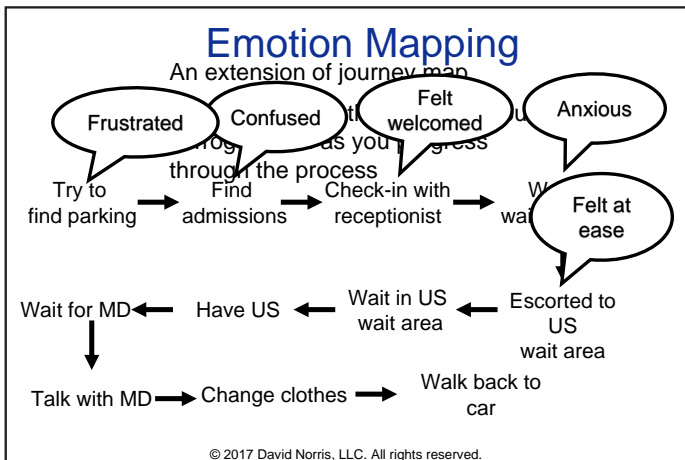 Emotion Mapping
An extension of journey map
through the process
Frustrated
Confused
Felt
welcomed
Anxious
Try to
find parking
Find
admissions
Check-in with
receptionist
Felt at
ease
Wait for MD
Have US
Wait in US
wait area
Escorted to
US
wait area
Talk with MD
Change clothes
Walk back to
car
© 2017 David Norris, LLC. All rights reserved.